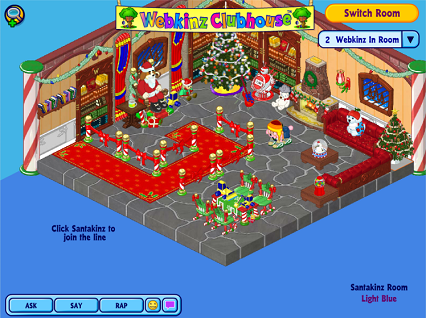 Webkinz Clubhouse™
Switch Room
2 Webkinz In Room
Click Santakinz to
join the line
Santakinz Room
Light Blue
ASK
SAY
RAP